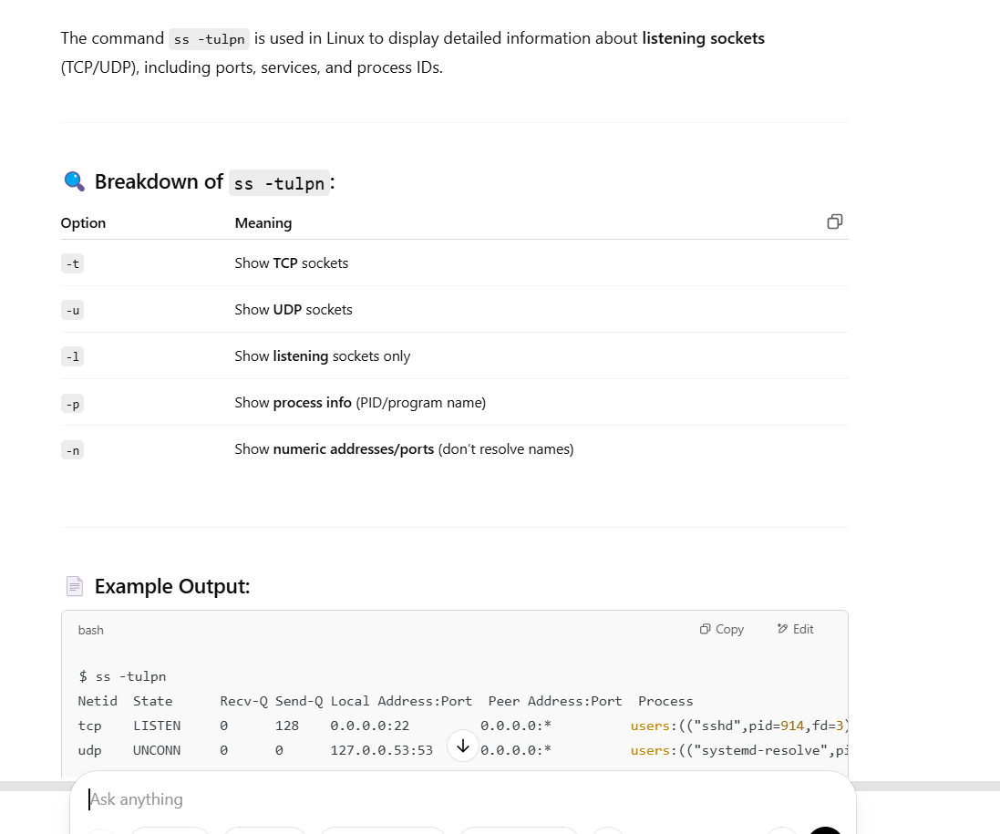 The command ss -tulpn is used in Linux to display detailed information about listening sockets
(TCP/UDP), including ports, services, and process IDs.
Breakdown of ss -tulpn:
Option Meaning
-t Show TCP sockets
-u Show UDP sockets
-l Show listening sockets only
-p Show process info (PID/program name)
-n Show numeric addresses/ports (don’t resolve names)
Example Output:
bash Copy Edit
$ ss -tulpn
Netid State Recv-Q Send-Q Local Address:Port Peer Address:Port Process
tcp LISTEN 0 128 0.0.0.0:22 0.0.0.0:* users:(("sshd",pid=914,fd=3)
udp UNCONN 0 0 127.0.0.53:53 0.0.0.0:* users:(("systemd-resolve",pi
Ask anything